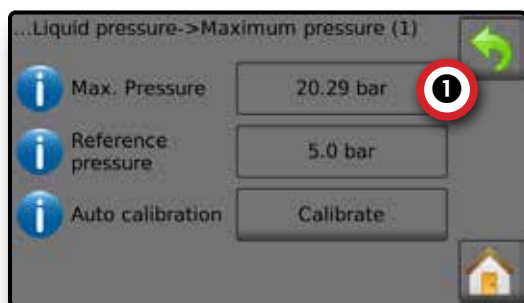 ...Liquid pressure->Maximum pressure (1)
Max. Pressure
20.29 bar
1
Reference
pressure
5.0 bar
Auto calibration
Calibrate